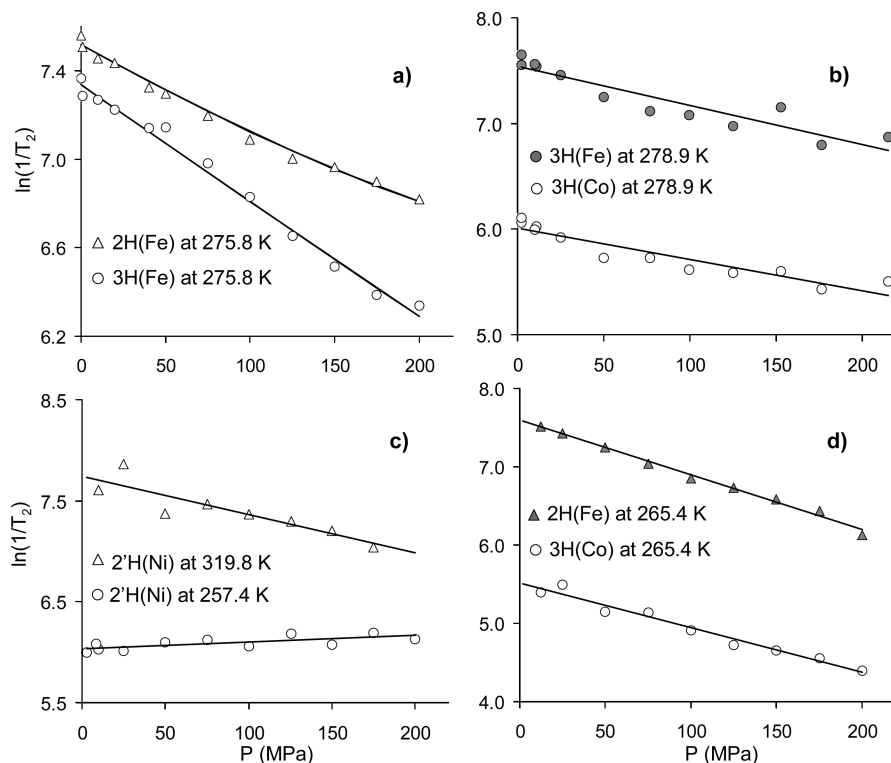 a)
ln(1/T₂)
7.4
7.0
6.6
6.2
2H(Fe) at 275.8 K
3H(Fe) at 275.8 K
0 50 100 150 200
b)
8.0
7.0
6.0
5.0
3H(Fe) at 278.9 K
3H(Co) at 278.9 K
0 50 100 150 200
c)
ln(1/T₂)
8.5
7.5
6.5
5.5
2'H(Ni) at 319.8 K
2'H(Ni) at 257.4 K
0 50 100 150 200
P (MPa)
d)
8.0
7.0
6.0
5.0
4.0
2H(Fe) at 265.4 K
3H(Co) at 265.4 K
0 50 100 150 200
P (MPa)